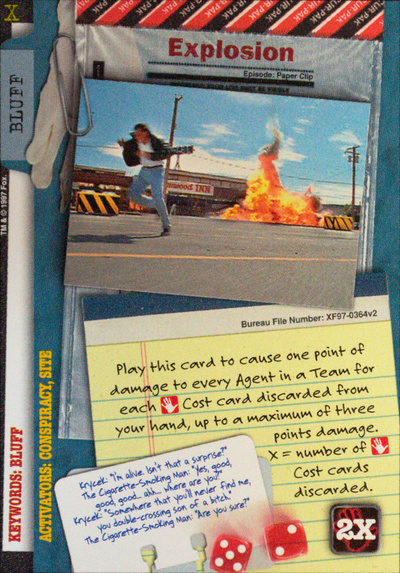 X
BLUFF
TM & © 1997 Fox.
KEYWORDS: BLUFF
ACTIVATORS: CONSPIRACY, SITE
Explosion
Episode: Paper Clip
INN
Bureau File Number: XF97-0364v2
Play this card to cause one point of
damage to every Agent in a Team for
each Cost card discarded from
your hand, up to a maximum of three
points damage.
X = number of
Cost cards
discarded.
Krycek: "I'm alive. Isn't that a surprise?"
The Cigarette-Smoking Man: "Yes, good,
good, good... ahh... where are you?"
Krycek: "Somewhere that you'll never find me,
you double-crossing son of a bitch"
The Cigarette-Smoking Man: "Are you sure?"
2X